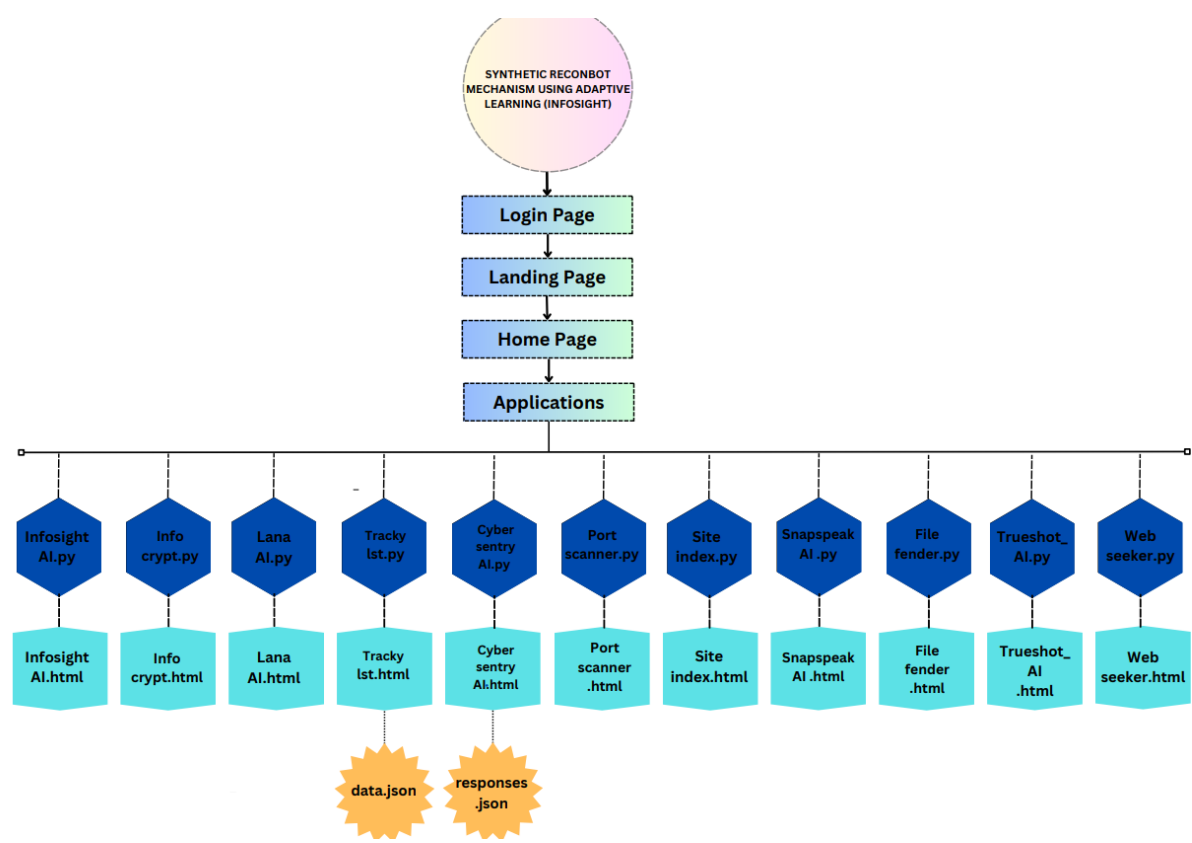 SYNTHETIC RECONBOT
MECHANISM USING ADAPTIVE
LEARNING (INFOSIGHT)
Login Page
Landing Page
Home Page
Applications
Infosight
AI.py
Info
crypt.py
Lana
AI.py
Tracky
lst.py
Cyber
sentry
AI.py
Port
scanner.py
Site
index.py
Snapspeak
AI .py
File
fender.py
Trueshot_
AI.py
Web
seeker.py
Infosight
AI.html
Info
crypt.html
Lana
AI.html
Tracky
lst.html
Cyber
sentry
AI.html
Port
scanner
.html
Site
index.html
Snapspeak
AI .html
File
fender
.html
Trueshot_
AI
.html
Web
seeker.html
data.json
responses
.json